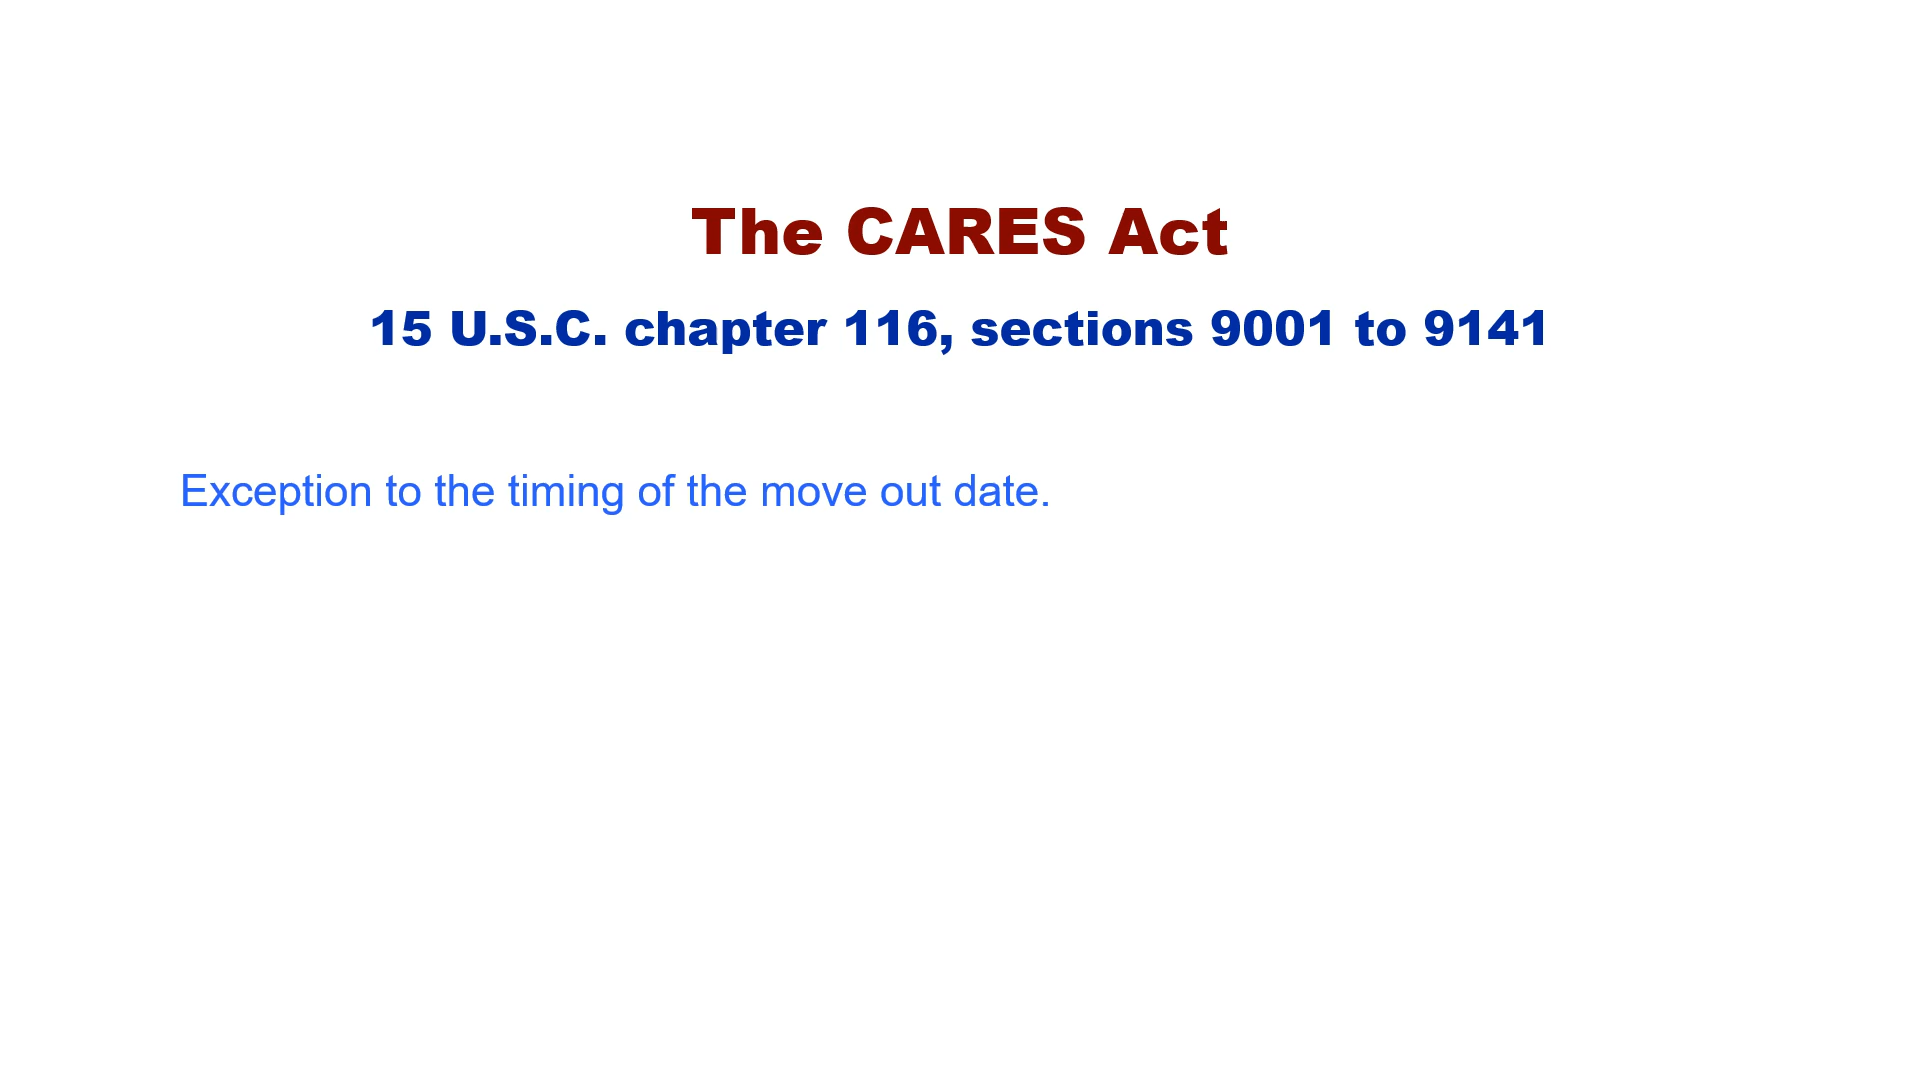 The CARES Act
15 U.S.C. chapter 116, sections 9001 to 9141
Exception to the timing of the move out date.